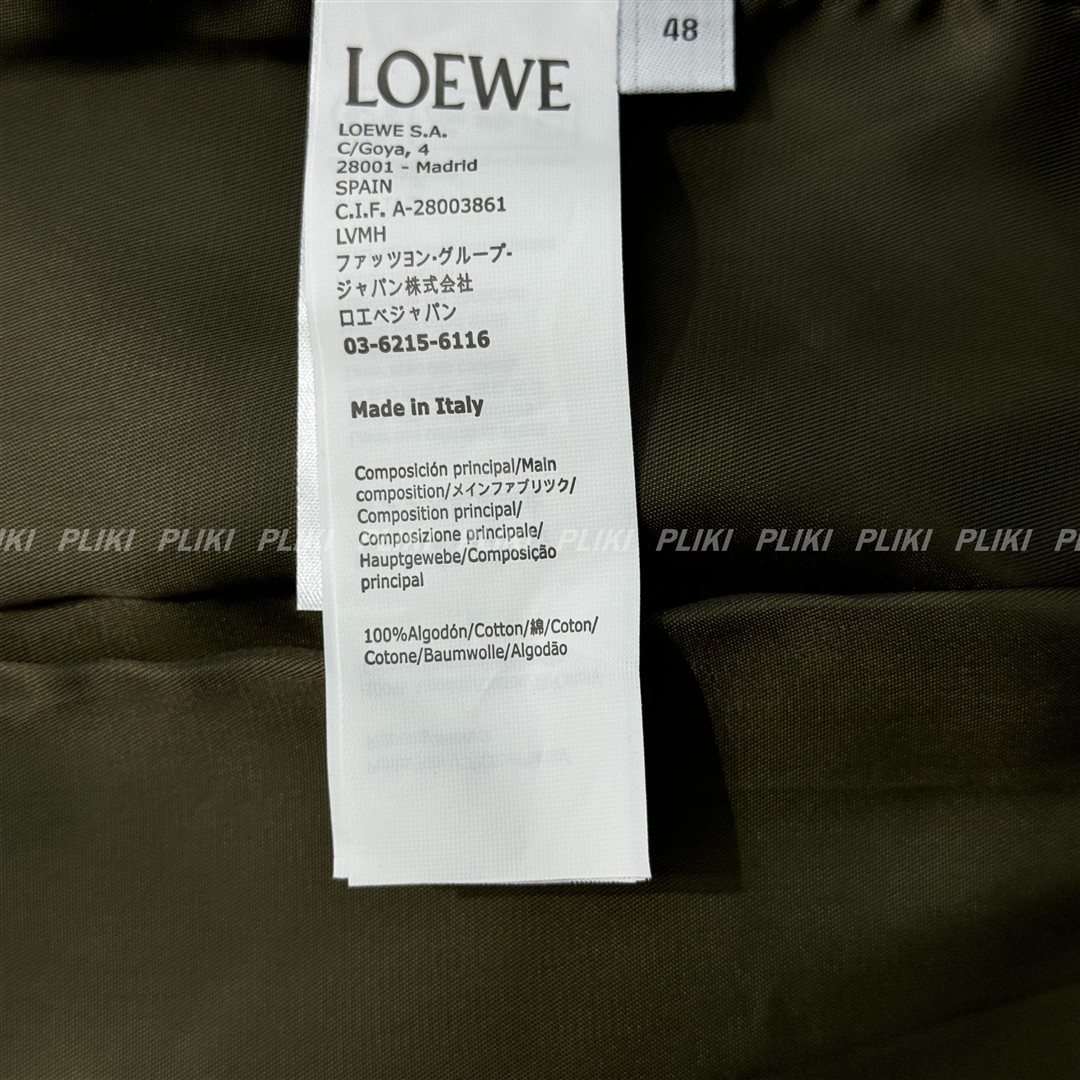 48
LOEWE
LOEWE S.A.
C/Goya, 4
28001 - Madrid
SPAIN
C.I.F. A-28003861
LVMH
ファッツヨン·グループ-
ジャパン株式会社
ロエベジャパン
03-6215-6116
Made in Italy
Composición principal/Main
composition/メインファブリツク/
Composition principal/
Composizione principale/
Hauptgewebe/Composição
principal
PLIKI PLIKI PLIKI PLIKI PLIKI PLIKI PLIKI PLIKI
100%Algodón/Cotton/綿/Coton/
Cotone/Baumwolle/Algodão